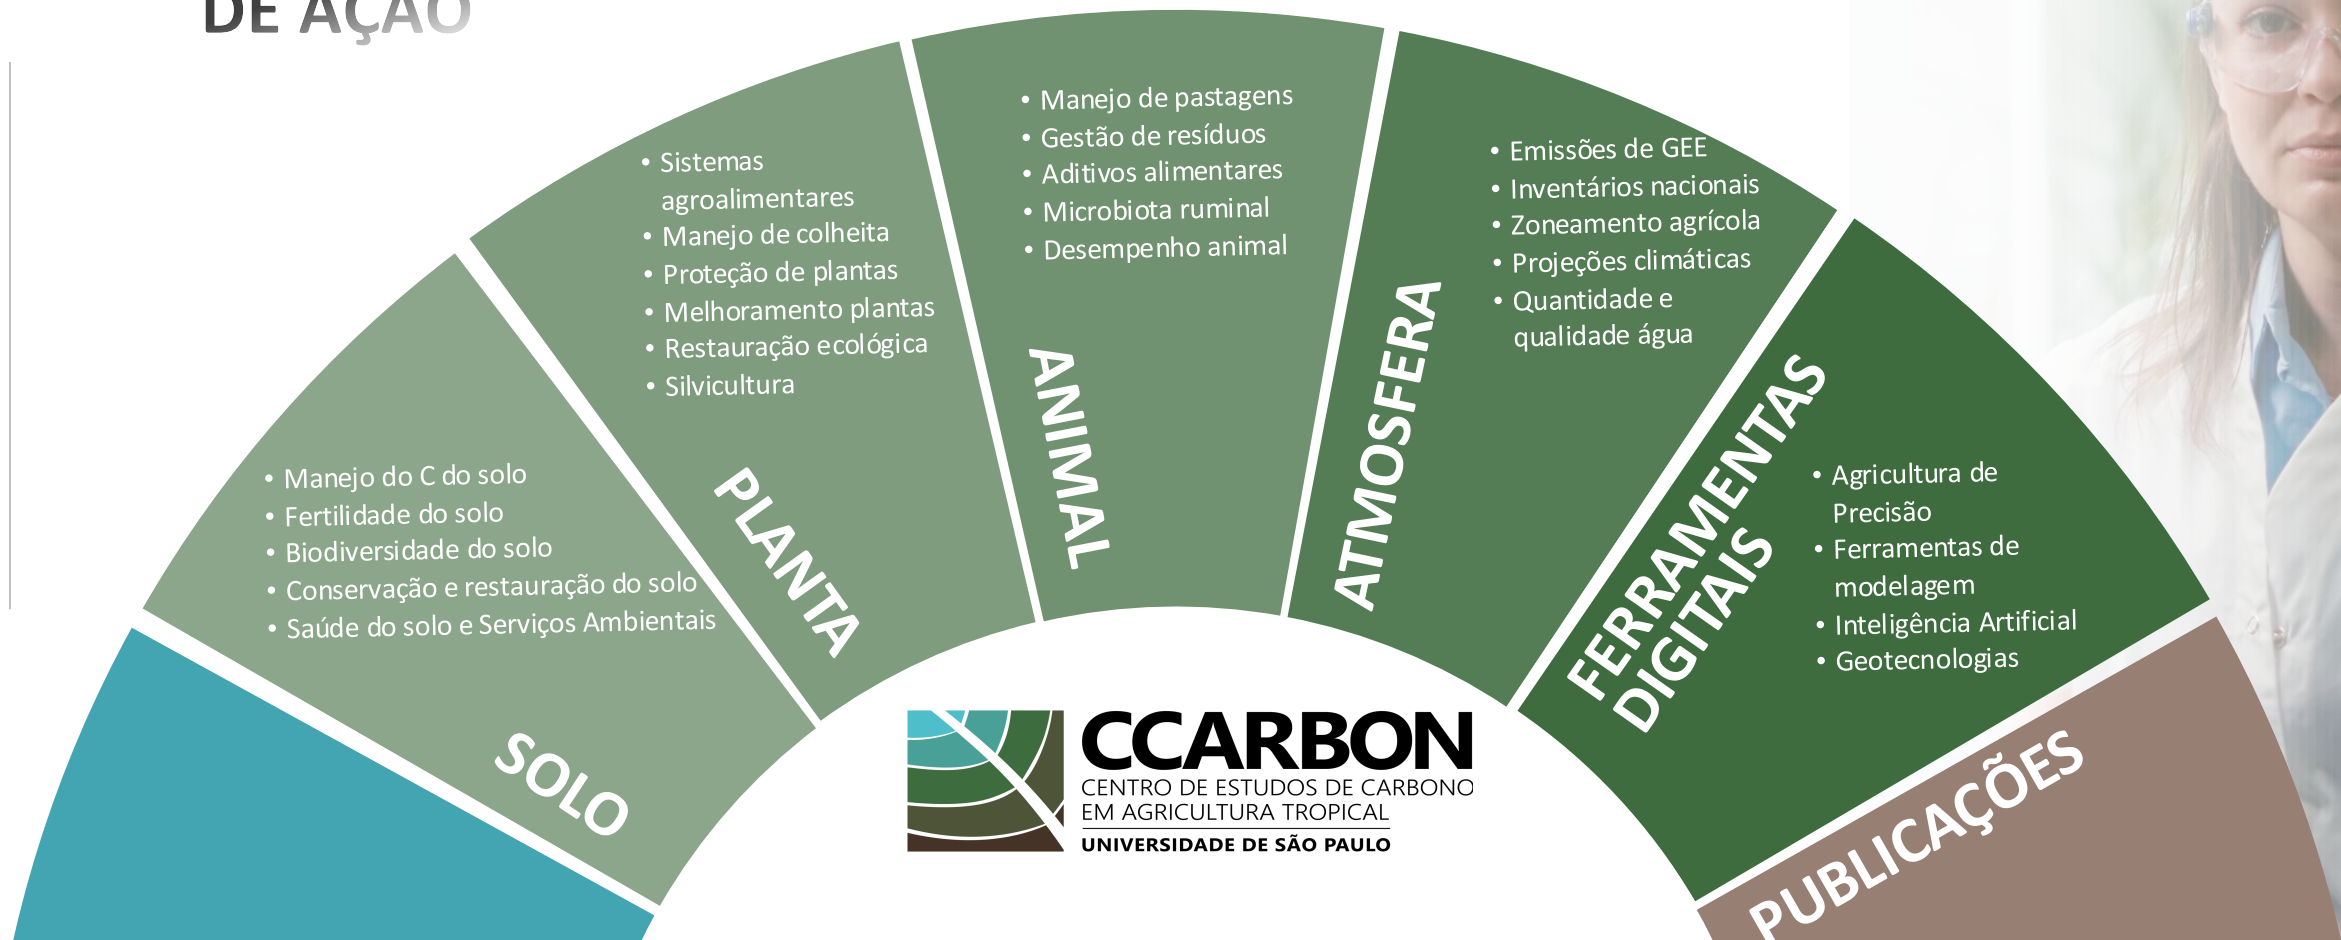 DE AÇÃO
• Manejo do C do solo
• Fertilidade do solo
• Biodiversidade do solo
• Conservação e restauração do solo
• Saúde do solo e Serviços Ambientais
SOLO
• Sistemas
agroalimentares
• Manejo de colheita
• Proteção de plantas
• Melhoramento plantas
• Restauração ecológica
• Silvicultura
PLANTA
• Manejo de pastagens
• Gestão de resíduos
• Aditivos alimentares
• Microbiota ruminal
• Desempenho animal
ANIMAL
• Emissões de GEE
• Inventários nacionais
• Zoneamento agrícola
• Projeções climáticas
• Quantidade e
qualidade água
ATMOSFERA
• Agricultura de
Precisão
• Ferramentas de
modelagem
• Inteligência Artificial
• Geotecnologias
FERRAMENTAS
DIGITAIS
PUBLICAÇÕES
CCARBON
CENTRO DE ESTUDOS DE CARBONO
EM AGRICULTURA TROPICAL
UNIVERSIDADE DE SÃO PAULO